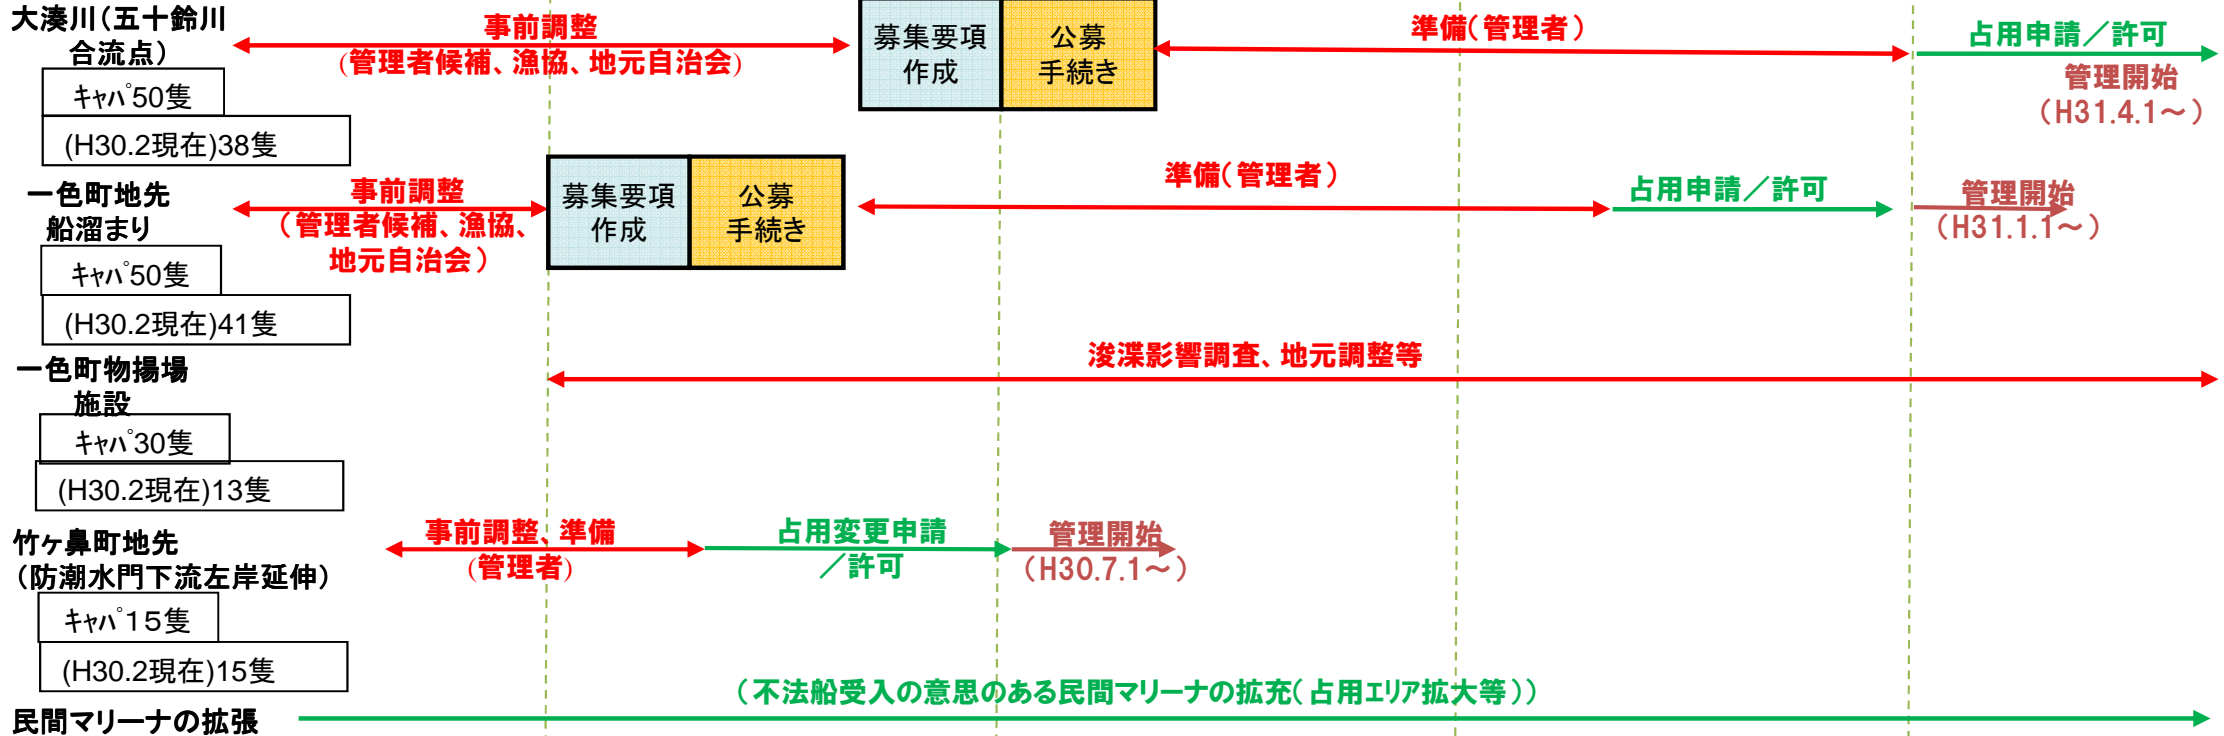 大湊川（五十鈴川
合流点）
ｷｬﾊﾟ50隻
(H30.2現在)38隻
事前調整
(管理者候補、漁協、地元自治会)
募集要項
作成
公募
手続き
準備（管理者）
占用申請／許可
管理開始
（H31.4.1～）
一色町地先
船溜まり
ｷｬﾊﾟ50隻
(H30.2現在)41隻
事前調整
（管理者候補、漁協、
地元自治会）
募集要項
作成
公募
手続き
準備（管理者）
占用申請／許可
管理開始
（H31.1.1～）
一色町物揚場
施設
ｷｬﾊﾟ30隻
(H30.2現在)13隻
浚渫影響調査、地元調整等
竹ヶ鼻町地先
（防潮水門下流左岸延伸）
ｷｬﾊﾟ１５隻
(H30.2現在)15隻
事前調整、準備
(管理者)
占用変更申請
／許可
管理開始
（H30.7.1～）
民間マリーナの拡張
（不法船受入の意思のある民間マリーナの拡充（占用ｴﾘｱ拡大等））